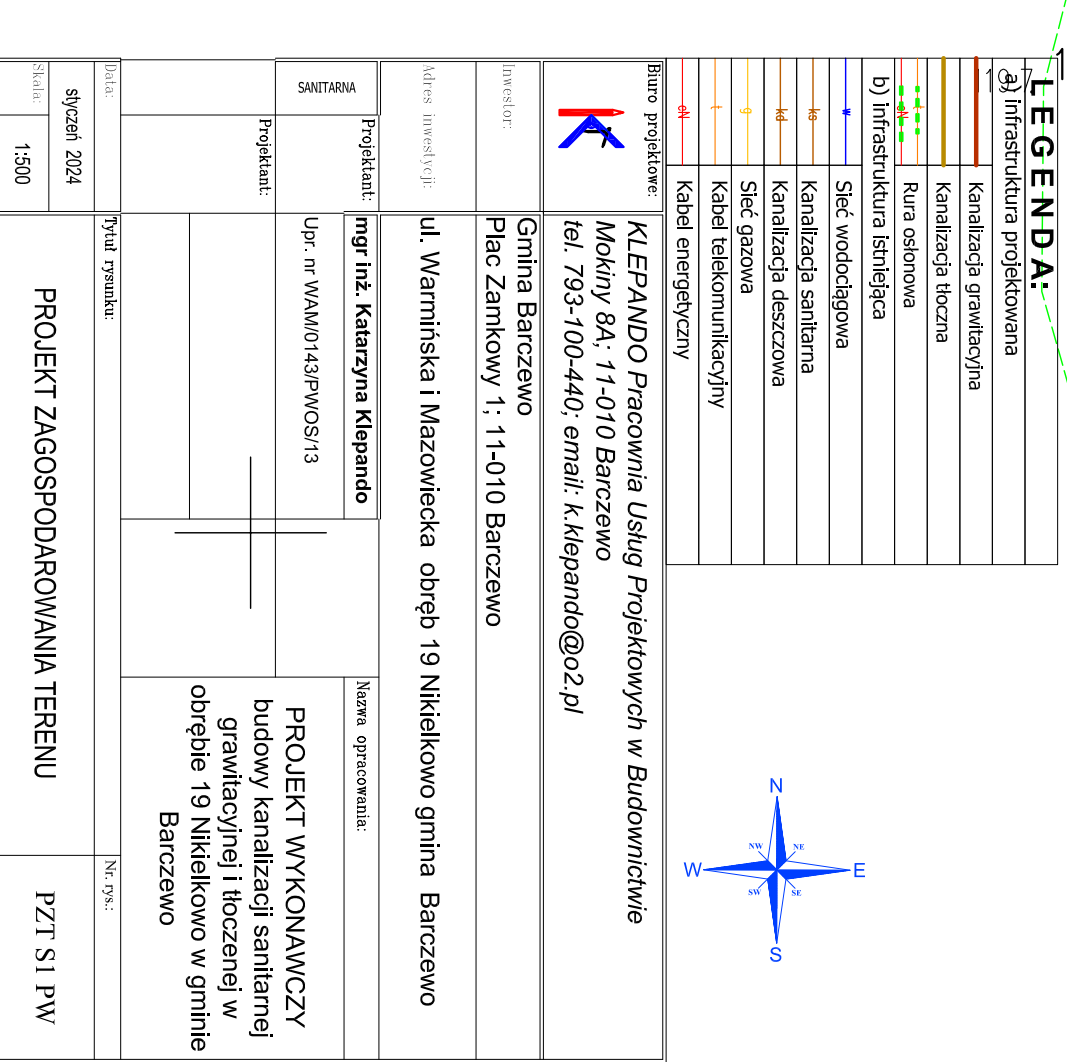 LEGENDA:
a) infrastruktura projektowana
Kanalizacja grawitacyjna
Kanalizacja tłoczna
t
eN
Rura osłonowa
b) infrastruktura istniejąca
w
Sieć wodociągowa
ks
Kanalizacja sanitarna
kd
Kanalizacja deszczowa
g
Sieć gazowa
t
Kabel telekomunikacyjny
eN
Kabel energetyczny
N
NW
NE
W
E
SW
SE
S
Biuro projektowe:
KLEPANDO Pracownia Usług Projektowych w Budownictwie
Mokiny 8A; 11-010 Barczewo
tel. 793-100-440; email: k.klepando@o2.pl
Inwestor:
Gmina Barczewo
Plac Zamkowy 1; 11-010 Barczewo
Adres inwestycji:
ul. Warmińska i Mazowiecka obręb 19 Nikielkowo gmina Barczewo
SANITARNA
Projektant:
mgr inż. Katarzyna Klepando
Upr. nr WAM/0143/PWOS/13
Projektant:
Nazwa opracowania:
PROJEKT WYKONAWCZY
budowy kanalizacji sanitarnej
grawitacyjnej i tłoczenej w
obrębie 19 Nikielkowo w gminie
Barczewo
Data:
styczeń 2024
Skala:
1:500
Tytuł rysunku:
PROJEKT ZAGOSPODAROWANIA TERENU
Nr. rys.:
PZT S1 PW